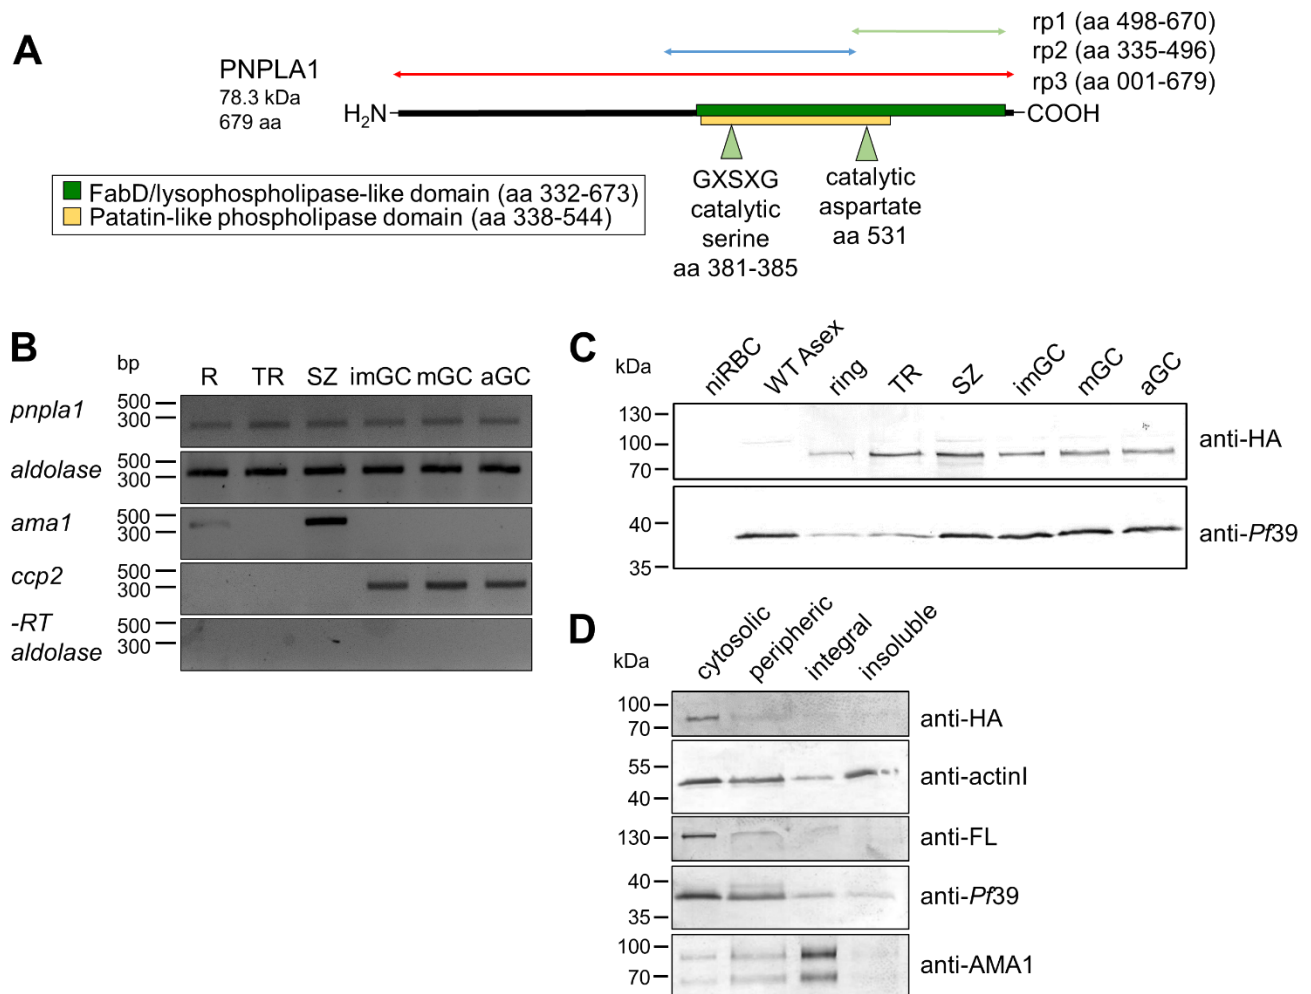 A
PNPLA1
78.3 kDa
679 aa
rp1 (aa 498-670)
rp2 (aa 335-496)
rp3 (aa 001-679)
H₂N
COOH
GXSXG
catalytic
serine
aa 381-385
catalytic
aspartate
aa 531
FabD/lysophospholipase-like domain (aa 332-673)
Patatin-like phospholipase domain (aa 338-544)
B
bp
R TR SZ imGC mGC aGC
pnpla1
500
300
aldolase
500
300
ama1
500
300
ccp2
500
300
-RT
aldolase
500
300
C
kDa
niRBC
WT Asex
ring
TR
SZ
imGC
mGC
aGC
130
100
70
anti-HA
40
35
anti-Pf39
D
kDa
cytosolic
peripheric
integral
insoluble
100
70
anti-HA
55
40
anti-actinI
130
anti-FL
40
35
anti-Pf39
100
70
anti-AMA1